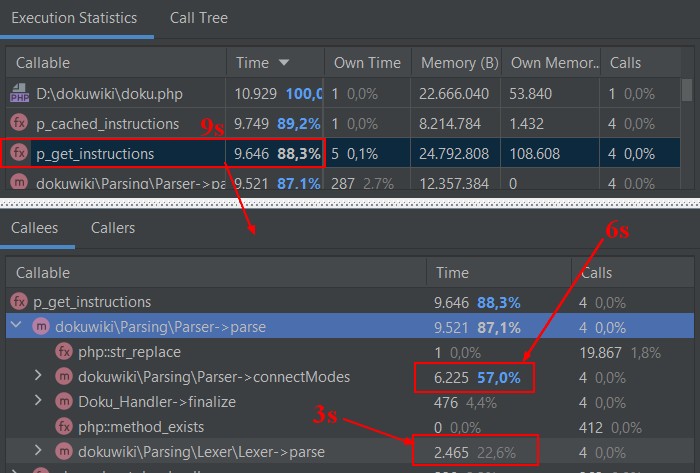 Execution Statistics Call Tree
Callable Time Own Time Memory (B) Own Memor.. Calls
PHP D:\dokuwiki\doku.php 10.929 100,0 1 0,0% 22.666.040 53.840 1 0,0%
fx p_cached_instructions 9.749 89,2% 1 0,0% 8.214.784 1.432 4 0,0%
9s
fx p_get_instructions 9.646 88,3% 5 0,1% 24.792.808 108.608 4 0,0%
m dokuwiki\Parsing\Parser->pa 9.521 87,1% 287 2,7% 12.357.384 0 4 0,0%
Callees Callers
6s
Callable Time Calls
fx p_get_instructions 9.646 88,3% 4 0,0%
m dokuwiki\Parsing\Parser->parse 9.521 87,1% 4 0,0%
fx php::str_replace 1 0,0% 19.867 1,8%
m dokuwiki\Parsing\Parser->connectModes 6.225 57,0% 4 0,0%
m Doku_Handler->finalize 476 4,4% 4 0,0%
3s
fx php::method_exists 0 0,0% 412 0,0%
m dokuwiki\Parsing\Lexer\Lexer->parse 2.465 22,6% 4 0,0%